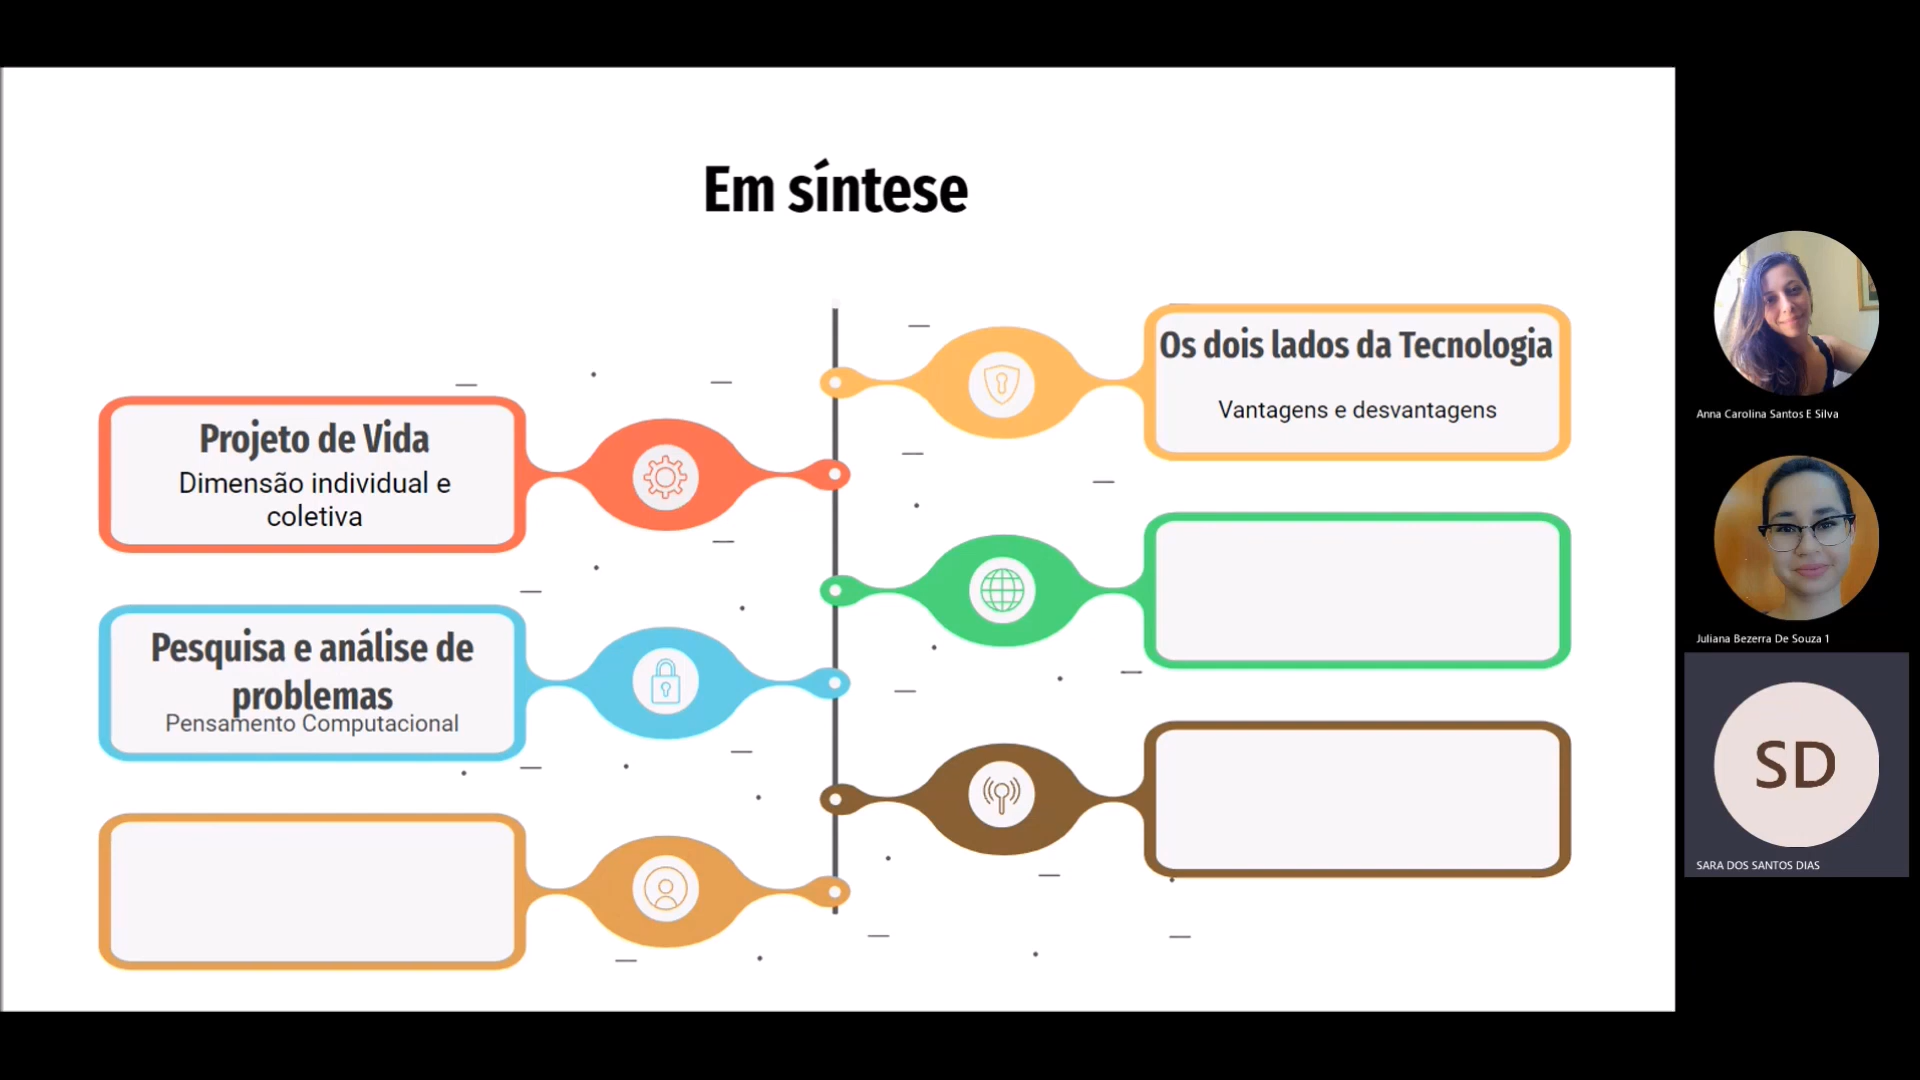 Em síntese
Os dois lados da Tecnologia
Vantagens e desvantagens
Projeto de Vida
Dimensão individual e
coletiva
Pesquisa e análise de
problemas
Pensamento Computacional
Anna Carolina Santos E Silva
Juliana Bezerra De Souza 1
SD
SARA DOS SANTOS DIAS